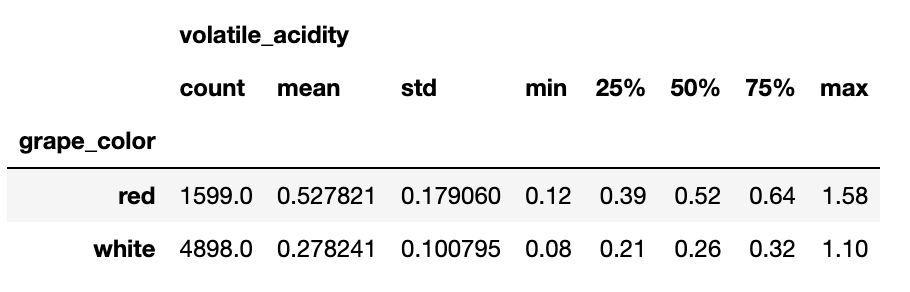 volatile_acidity
count mean std min 25% 50% 75% max
grape_color
red 1599.0 0.527821 0.179060 0.12 0.39 0.52 0.64 1.58
white 4898.0 0.278241 0.100795 0.08 0.21 0.26 0.32 1.10